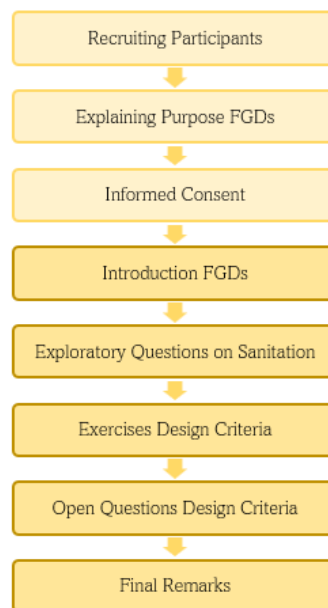 Recruiting Participants
Explaining Purpose FGDs
Informed Consent
Introduction FGDs
Exploratory Questions on Sanitation
Exercises Design Criteria
Open Questions Design Criteria
Final Remarks